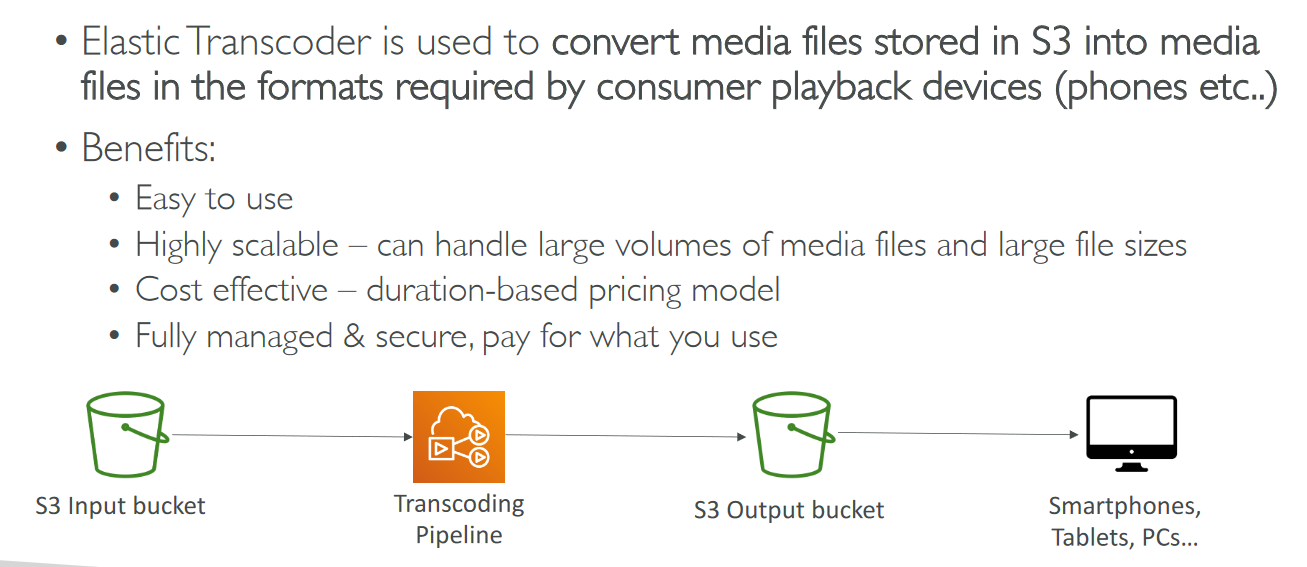 • Elastic Transcoder is used to convert media files stored in S3 into media
files in the formats required by consumer playback devices (phones etc..)
• Benefits:
• Easy to use
• Highly scalable – can handle large volumes of media files and large file sizes
• Cost effective – duration-based pricing model
• Fully managed & secure, pay for what you use
S3 Input bucket
Transcoding
Pipeline
S3 Output bucket
Smartphones,
Tablets, PCs...